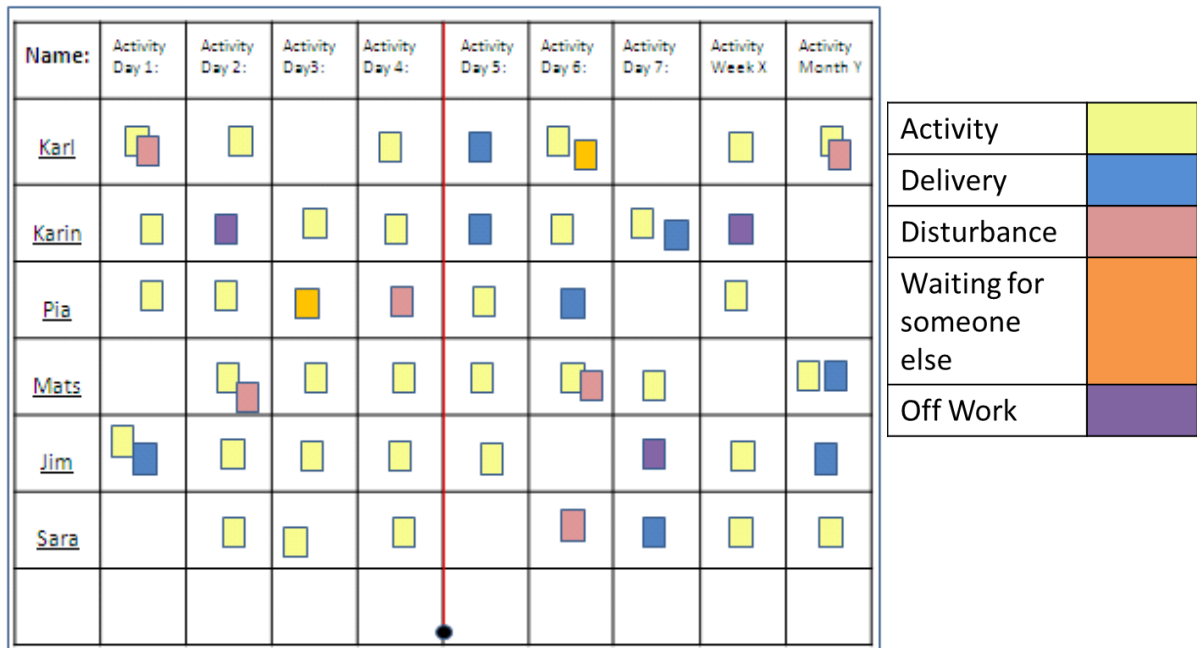 Name:
Activity
Day 1:
Activity
Day 2:
Activity
Day3:
Activity
Day 4:
Activity
Day 5:
Activity
Day 6:
Activity
Day 7:
Activity
Week X
Activity
Month Y
Karl
Karin
Pia
Mats
Jim
Sara
Activity
Delivery
Disturbance
Waiting for
someone
else
Off Work